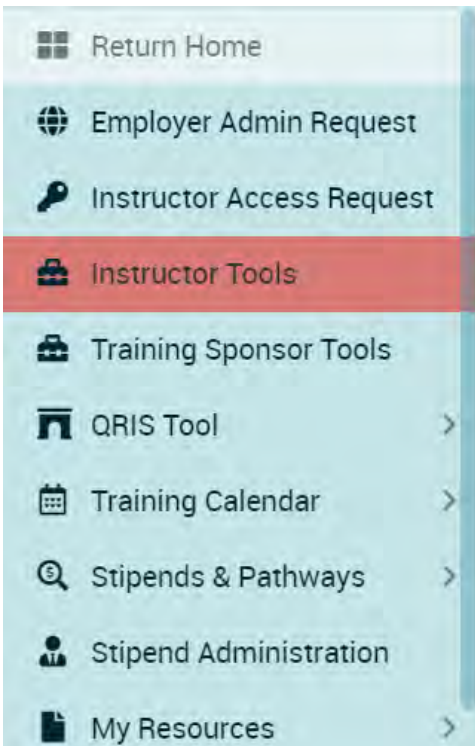 Return Home
Employer Admin Request
Instructor Access Request
Instructor Tools
Training Sponsor Tools
QRIS Tool
Training Calendar
Stipends & Pathways
Stipend Administration
My Resources